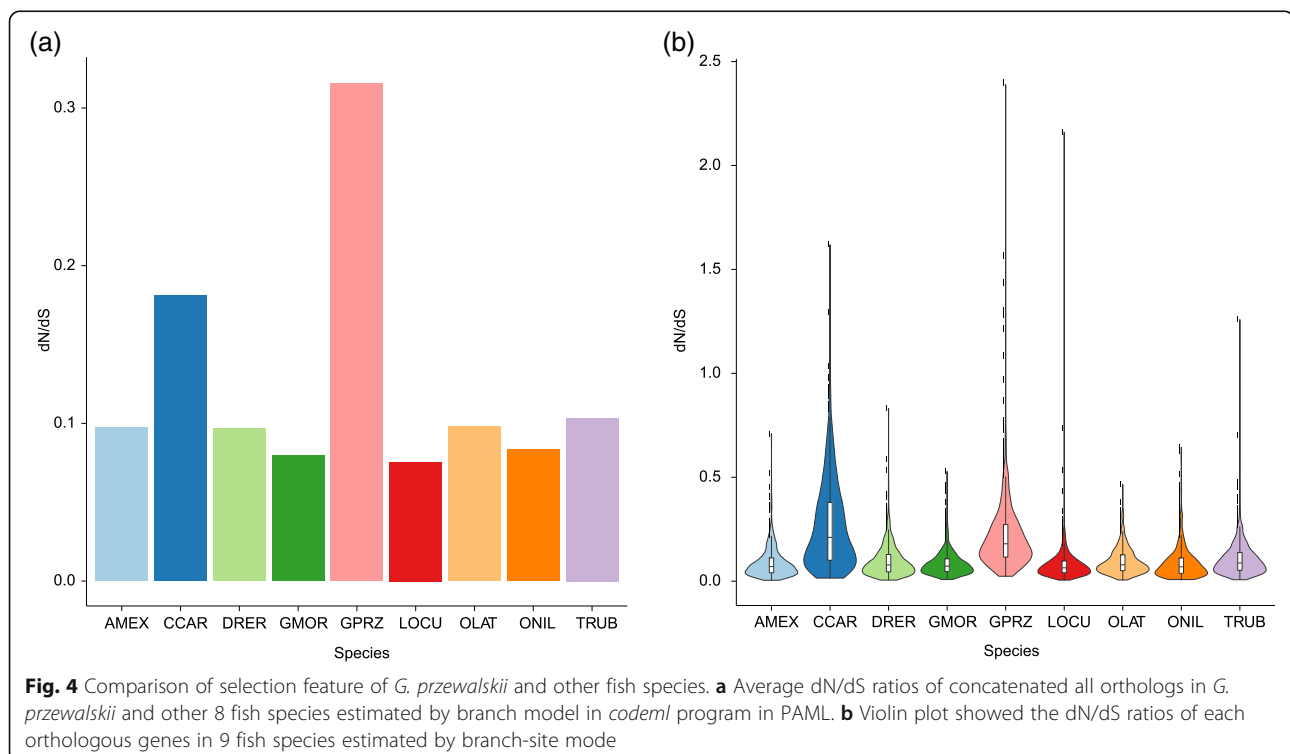 (a)
0.3
0.2
0.1
0.0
dN/dS
AMEX CCAR DRER GMOR GPRZ LOCU OLAT ONIL TRUB
Species
(b)
2.5
2.0
1.5
1.0
0.5
0.0
dN/dS
AMEX CCAR DRER GMOR GPRZ LOCU OLAT ONIL TRUB
Species
Fig. 4 Comparison of selection feature of G. przewalskii and other fish species. a Average dN/dS ratios of concatenated all orthologs in G.
przewalskii and other 8 fish species estimated by branch model in codeml program in PAML. b Violin plot showed the dN/dS ratios of each
orthologous genes in 9 fish species estimated by branch-site mode